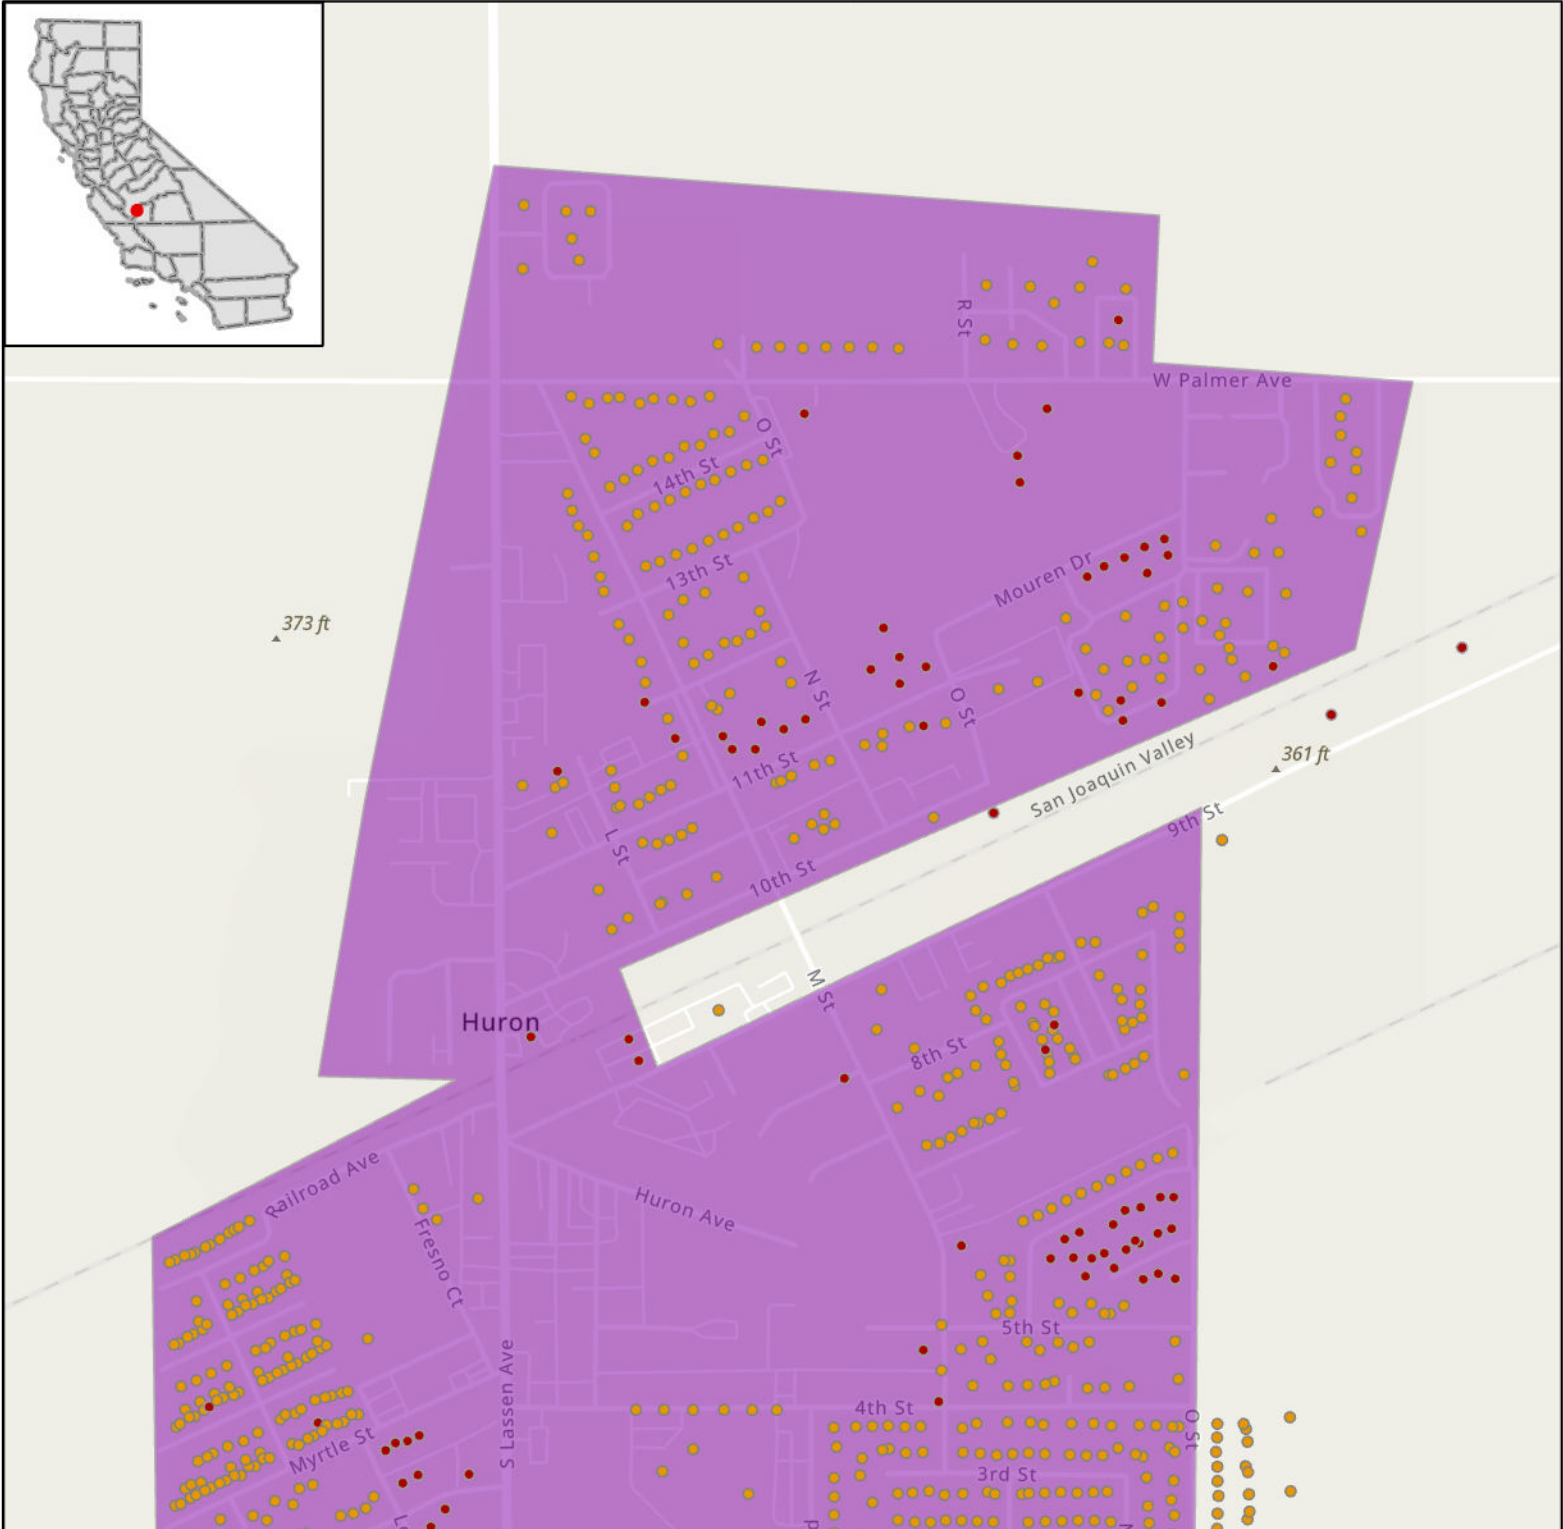 R St
W Palmer Ave
O St
14th St
13th St
Mouren Dr
373 ft
N St
O St
11th St
San Joaquin Valley
361 ft
9th St
L St
10th St
M St
Huron
8th St
Railroad Ave
Huron Ave
Fresno Ct
5th St
S Lassen Ave
4th St
O St
Myrtle St
3rd St